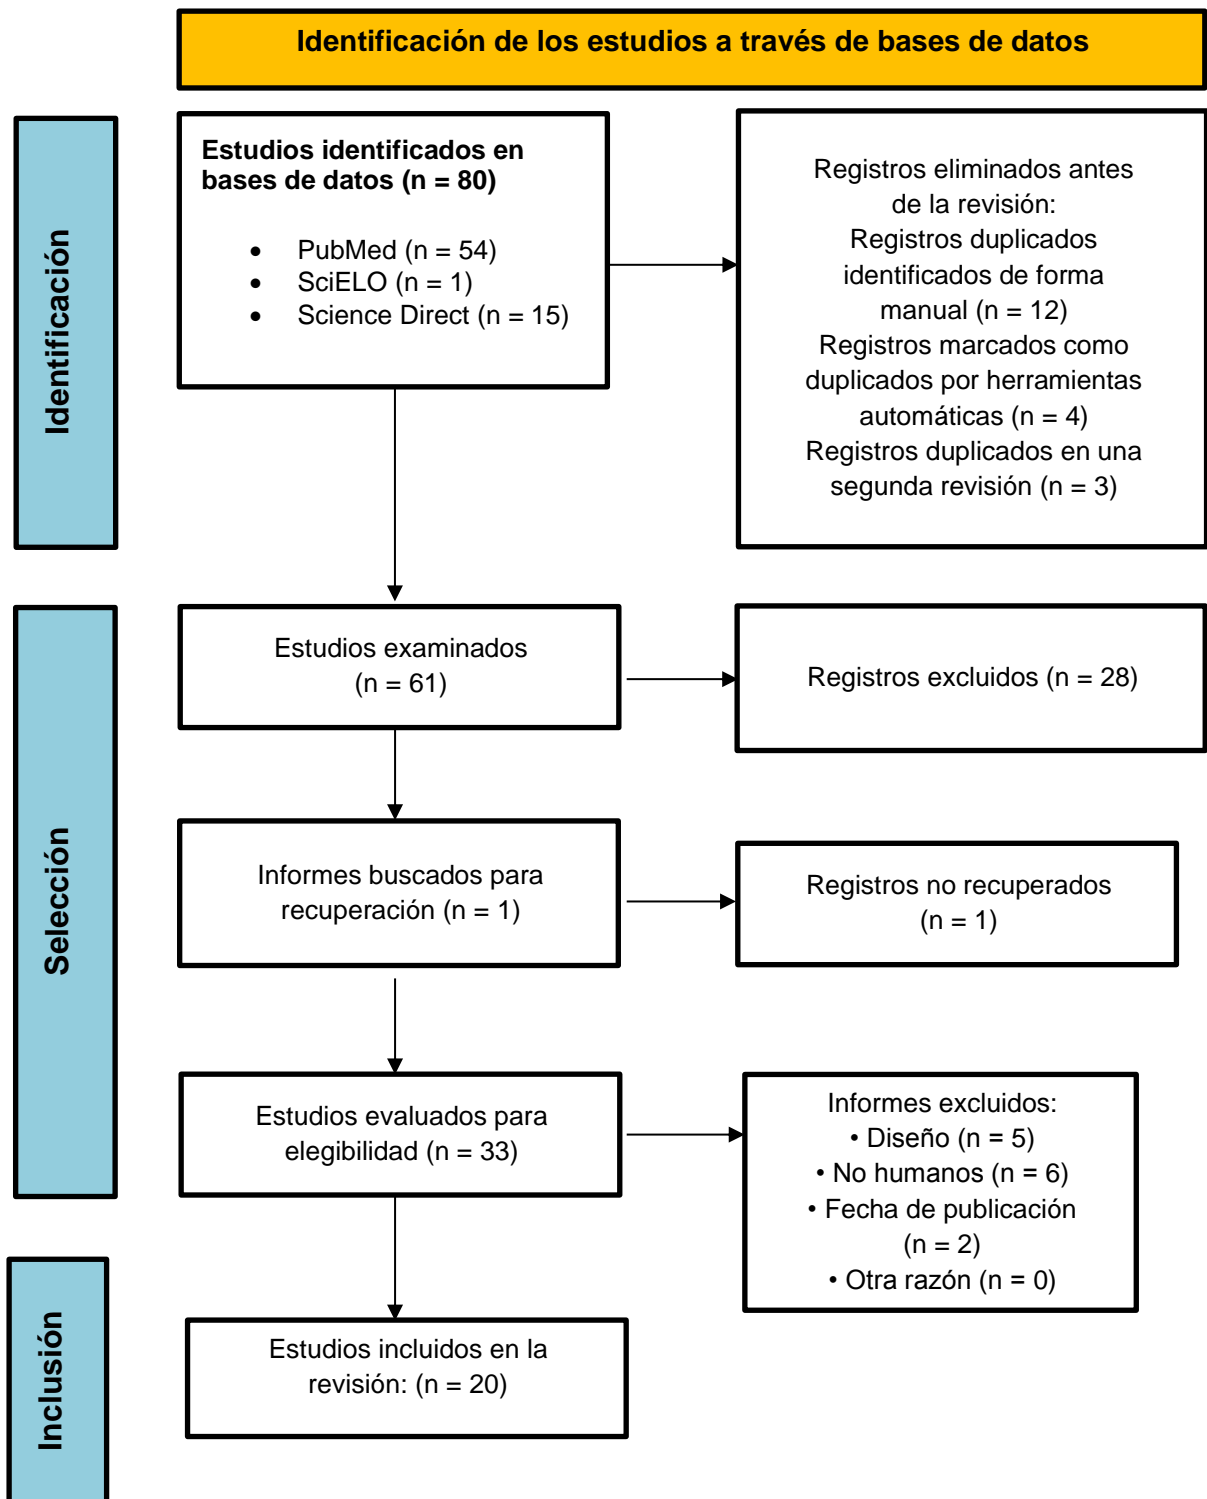 Identificación de los estudios a través de bases de datos
Identificación
Estudios identificados en
bases de datos (n = 80)
• PubMed (n = 54)
• SciELO (n = 1)
• Science Direct (n = 15)
Registros eliminados antes
de la revisión:
Registros duplicados
identificados de forma
manual (n = 12)
Registros marcados como
duplicados por herramientas
automáticas (n = 4)
Registros duplicados en una
segunda revisión (n = 3)
Selección
Estudios examinados
(n = 61)
Registros excluidos (n = 28)
Informes buscados para
recuperación (n = 1)
Registros no recuperados
(n = 1)
Estudios evaluados para
elegibilidad (n = 33)
Informes excluidos:
• Diseño (n = 5)
• No humanos (n = 6)
• Fecha de publicación
(n = 2)
• Otra razón (n = 0)
Inclusión
Estudios incluidos en la
revisión: (n = 20)